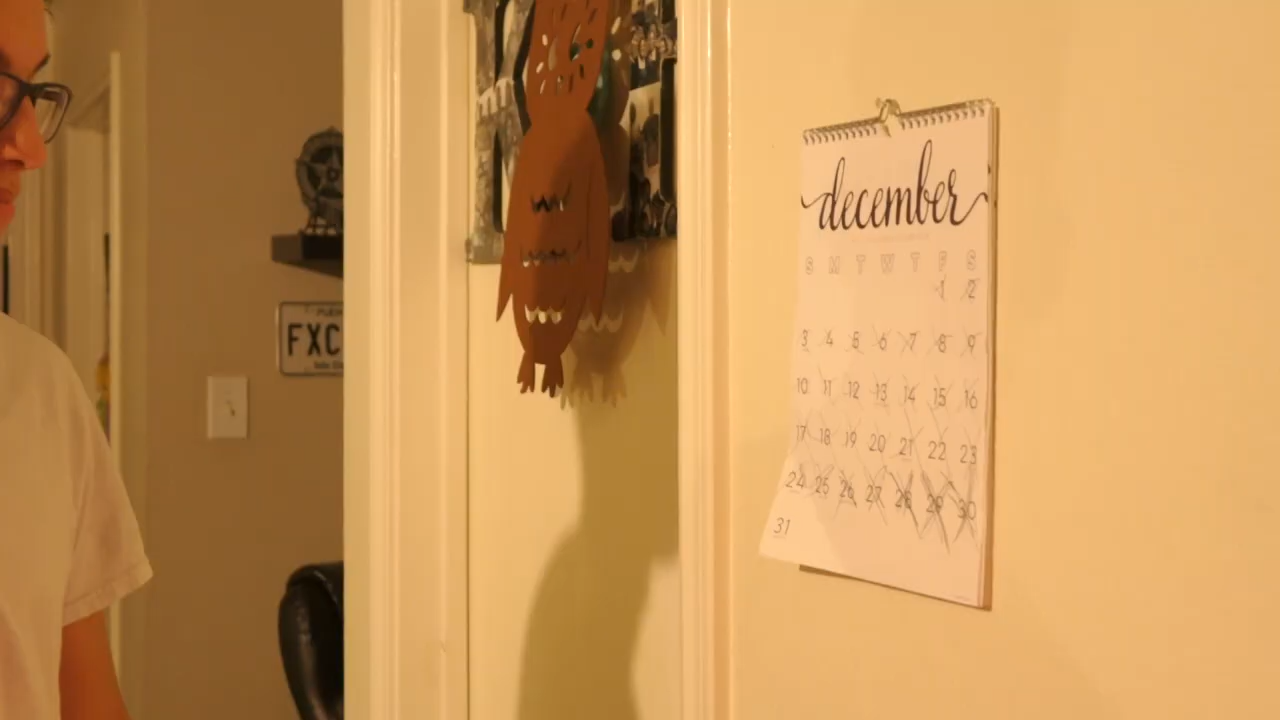 FXC
december
S M T W T F S
1 2
3 4 5 6 7 8 9
10 11 12 13 14 15 16
17 18 19 20 21 22 23
24 25 26 27 28 29 30
31